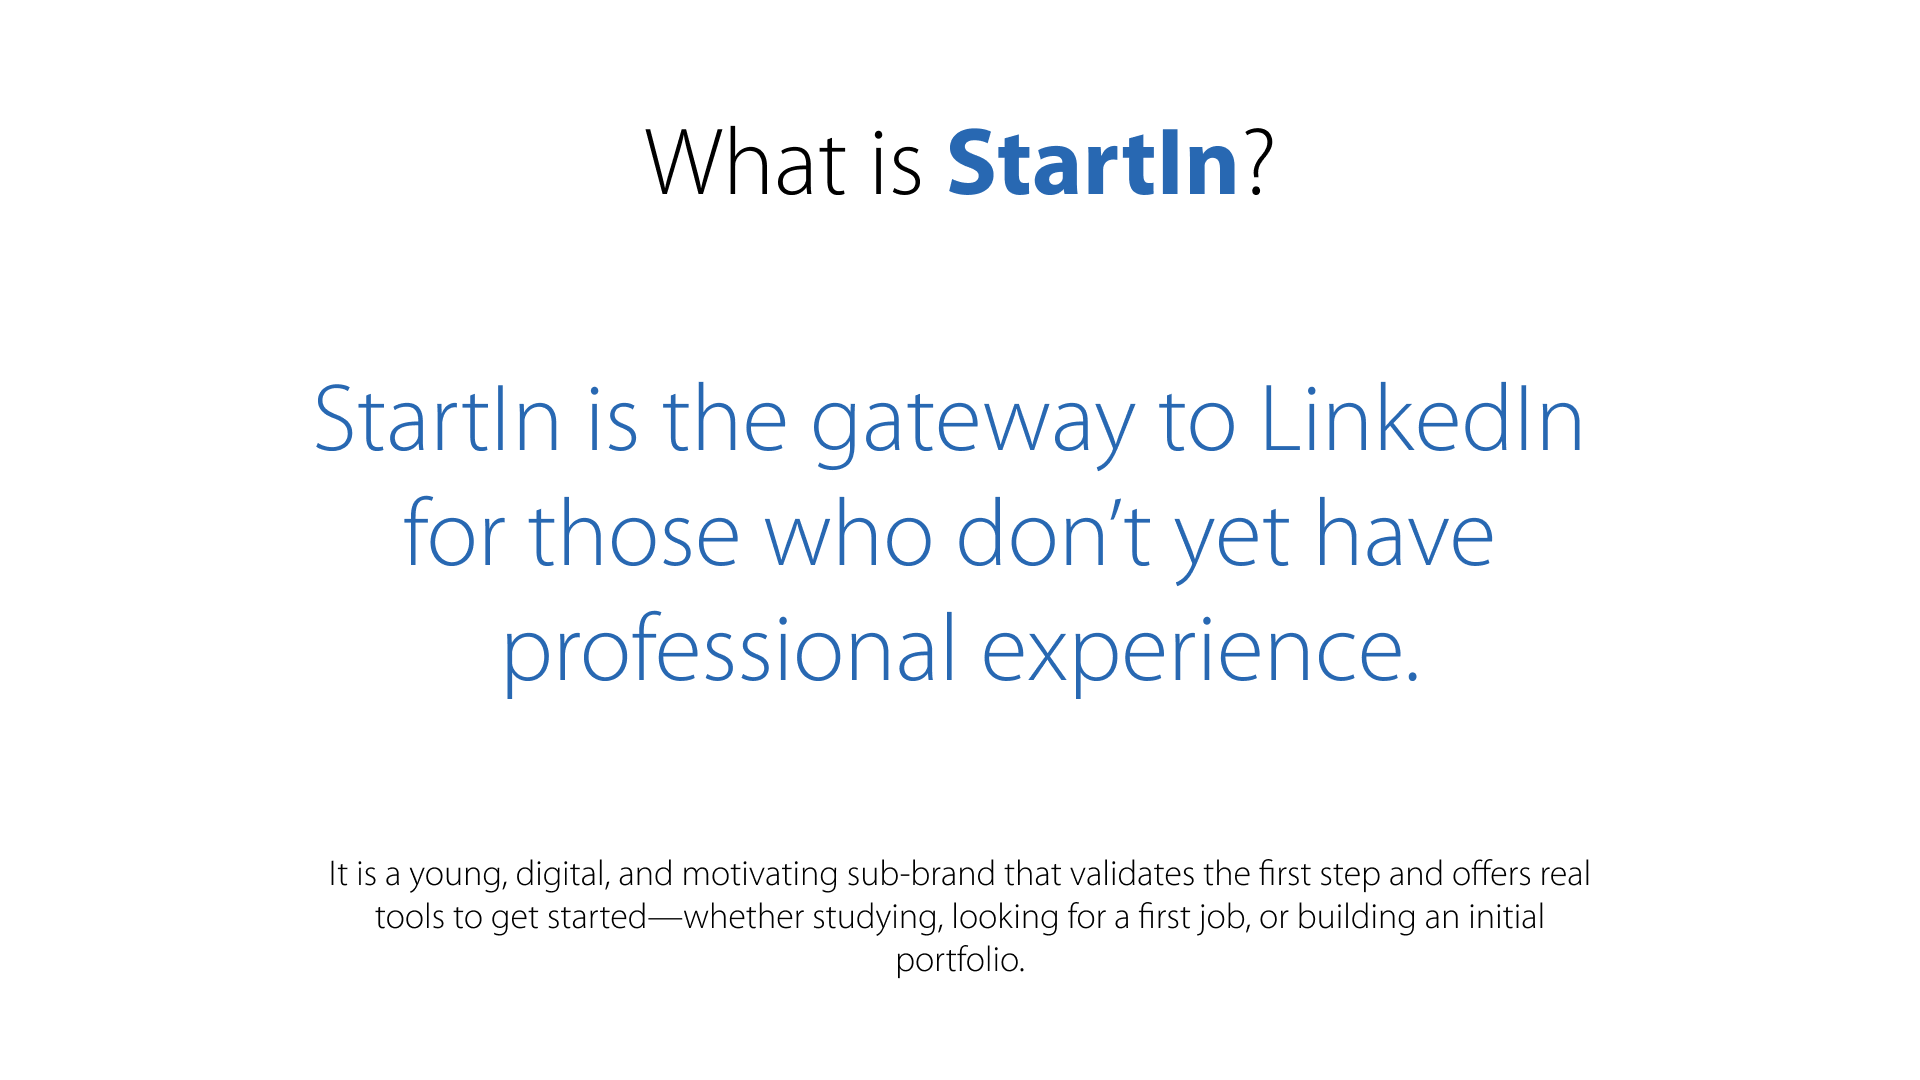 What is StartIn?
StartIn is the gateway to LinkedIn
for those who don’t yet have
professional experience.
It is a young, digital, and motivating sub-brand that validates the first step and offers real
tools to get started—whether studying, looking for a first job, or building an initial
portfolio.